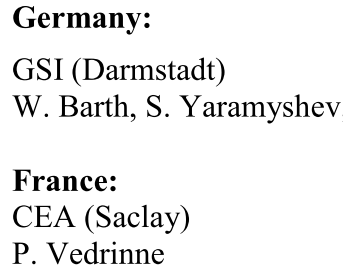 Germany:
GSI (Darmstadt)
W. Barth, S. Yaramyshev,
France:
CEA (Saclay)
P. Vedrinne